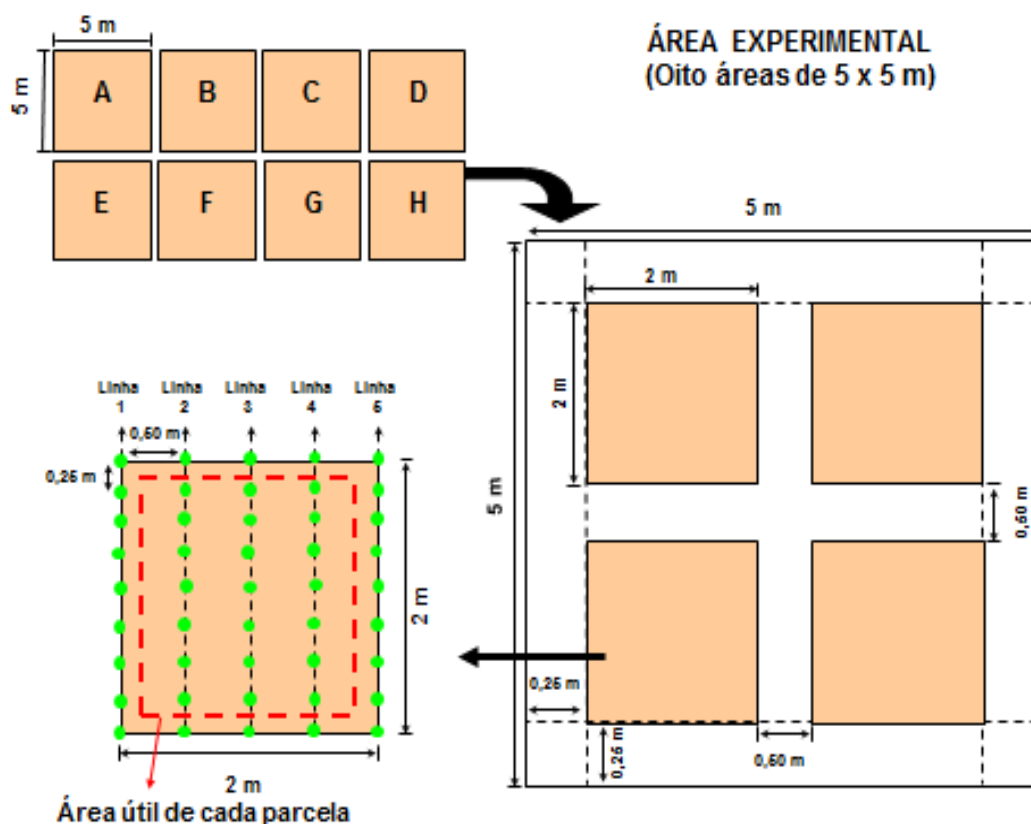 ÁREA EXPERIMENTAL
(Oito áreas de 5 x 5 m)
5 m
5 m
A B C D
E F G H
5 m
5 m
2 m
2 m
0,50 m
0,25 m
0,25 m
0,50 m
Linha Linha Linha Linha Linha
1 2 3 4 5
0,50 m
0,25 m
2 m
2 m
Área útil de cada parcela